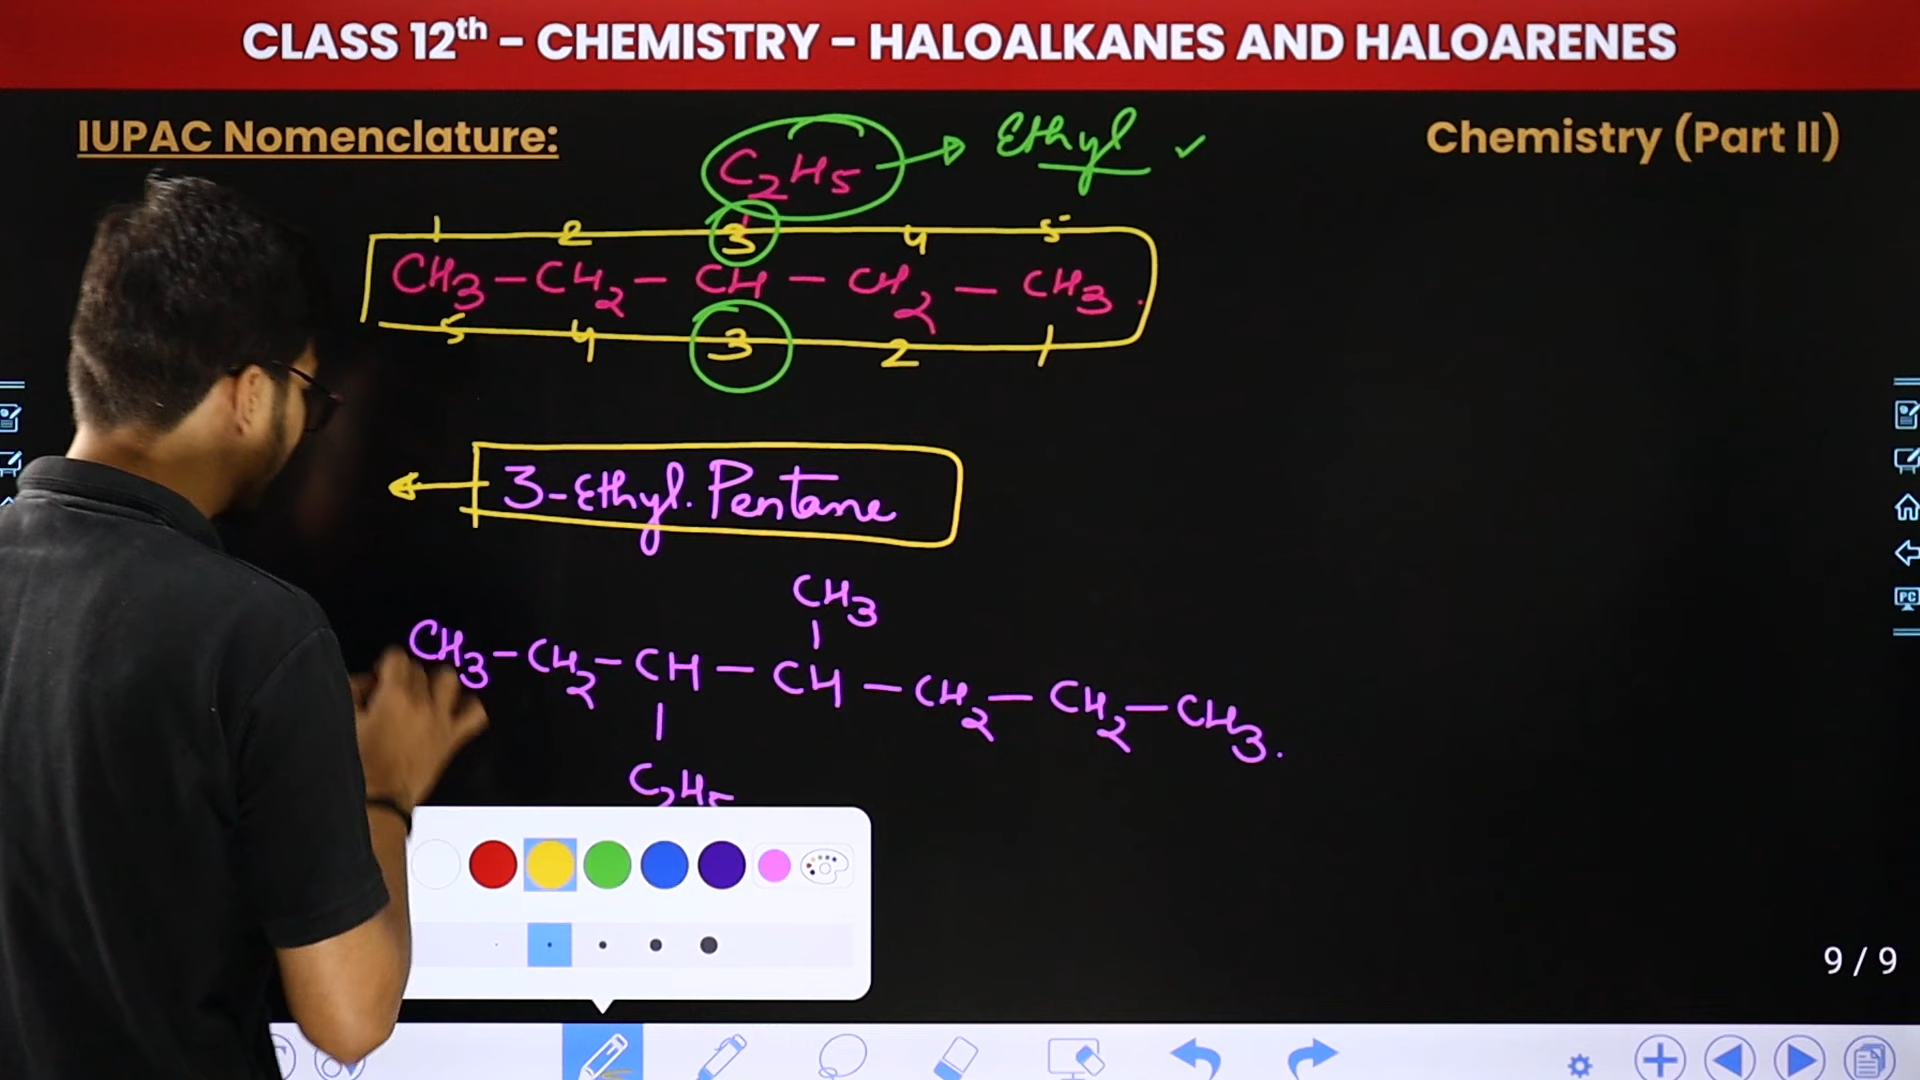 CLASS 12th - CHEMISTRY - HALOALKANES AND HALOARENES
IUPAC Nomenclature:
Chemistry (Part II)
C2H5 → Ethyl ✓
1 2 3 4 5
CH3 - CH2 - CH - CH2 - CH3.
5 4 3 2 1
3-Ethyl. Pentane
CH3
CH3 - CH2 - CH - CH - CH2 - CH2 - CH3.
C2H5
PC
9 / 9